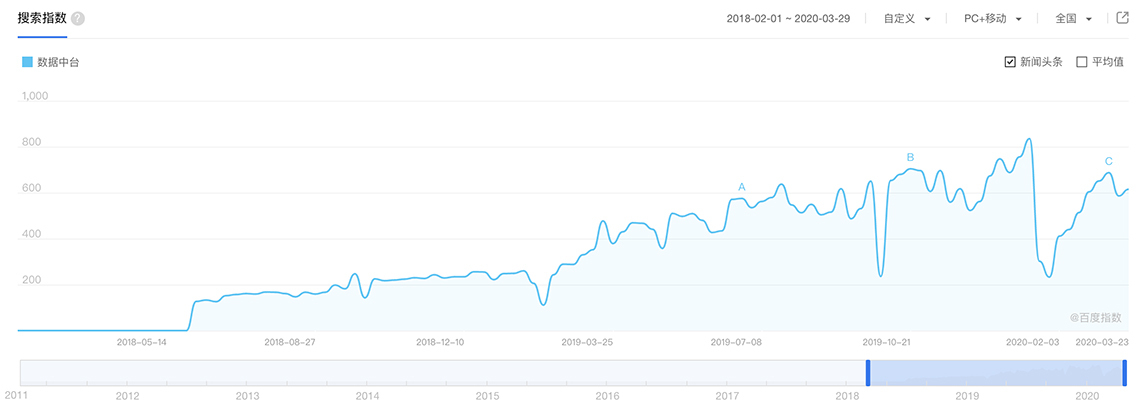 搜索指数 ? 2018-02-01 ~ 2020-03-29 自定义 PC+移动 全国
数据中台 新闻头条 平均值
1,000
800
600
400
200
A
B
C
@百度指数
2018-05-14 2018-08-27 2018-12-10 2019-03-25 2019-07-08 2019-10-21 2020-02-03 2020-03-23
2011 2012 2013 2014 2015 2016 2017 2018 2019 2020